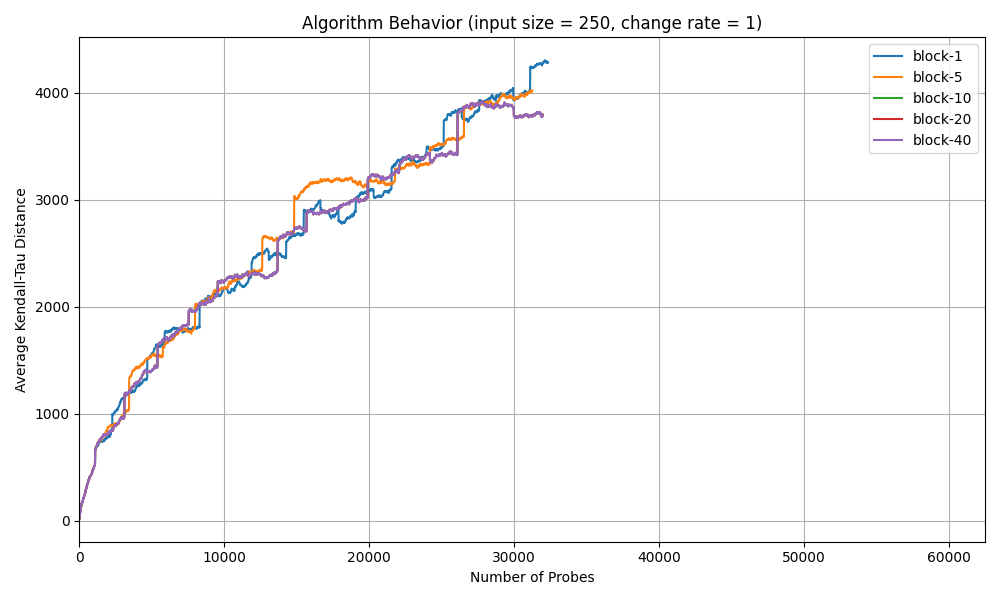 Algorithm Behavior (input size = 250, change rate = 1)
block-1
block-5
block-10
block-20
block-40
Average Kendall-Tau Distance
4000
3000
2000
1000
0
0 10000 20000 30000 40000 50000 60000
Number of Probes